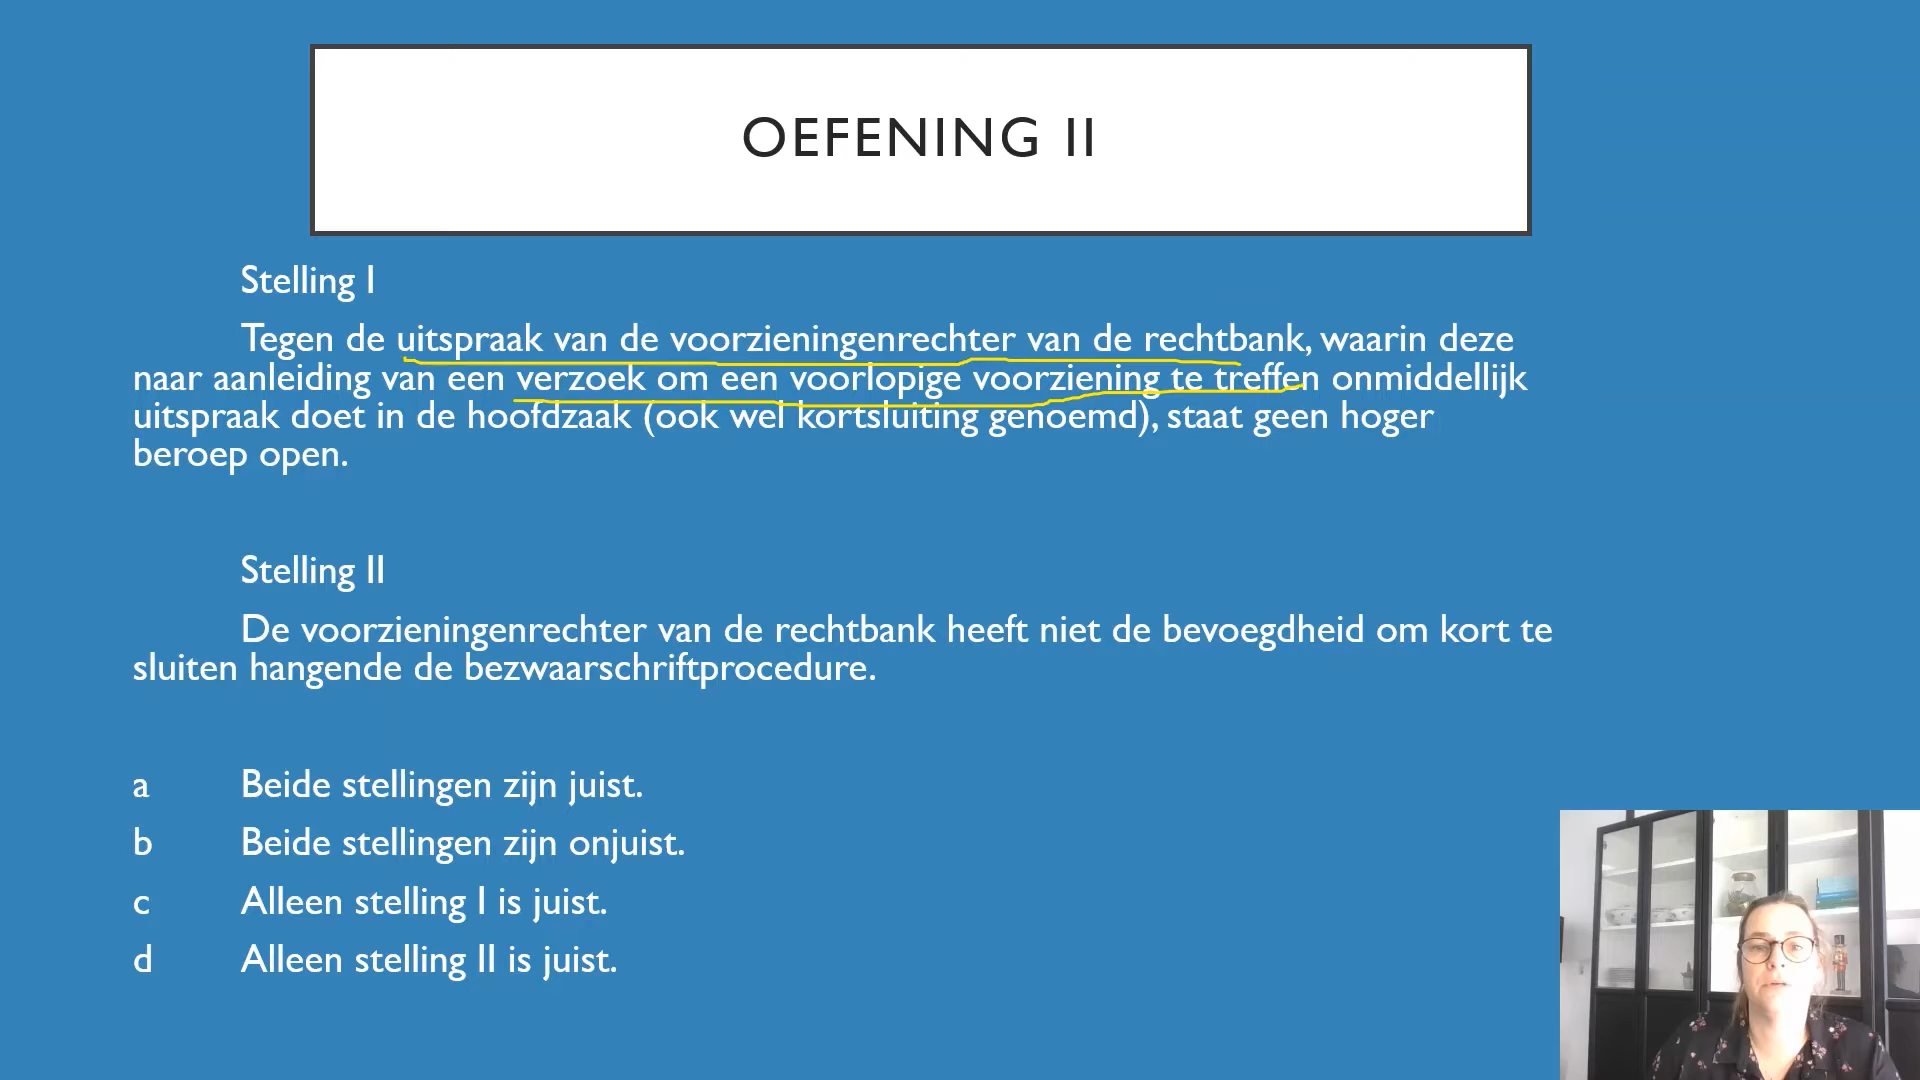 OEFENING II
Stelling I
Tegen de uitspraak van de voorzieningenrechter van de rechtbank, waarin deze
naar aanleiding van een verzoek om een voorlopige voorziening te treffen onmiddellijk
uitspraak doet in de hoofdzaak (ook wel kortsluiting genoemd), staat geen hoger
beroep open.
Stelling II
De voorzieningenrechter van de rechtbank heeft niet de bevoegdheid om kort te
sluiten hangende de bezwaarschriftprocedure.
a Beide stellingen zijn juist.
b Beide stellingen zijn onjuist.
c Alleen stelling I is juist.
d Alleen stelling II is juist.